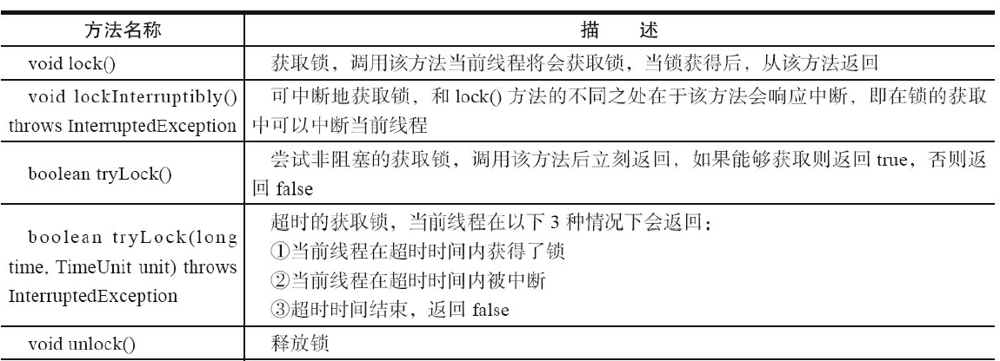 方法名称 描 述
void lock() 获取锁，调用该方法当前线程将会获取锁，当锁获得后，从该方法返回
void lockInterruptibly() throws InterruptedException 可中断地获取锁，和 lock() 方法的不同之处在于该方法会响应中断，即在锁的获取
中可以中断当前线程
boolean tryLock() 尝试非阻塞的获取锁，调用该方法后立刻返回，如果能够获取则返回 true，否则返
回 false
boolean tryLock(long
time, TimeUnit unit) throws
InterruptedException
超时的获取锁，当前线程在以下 3 种情况下会返回：
①当前线程在超时时间内获得了锁
②当前线程在超时时间内被中断
③超时时间结束，返回 false
void unlock() 释放锁